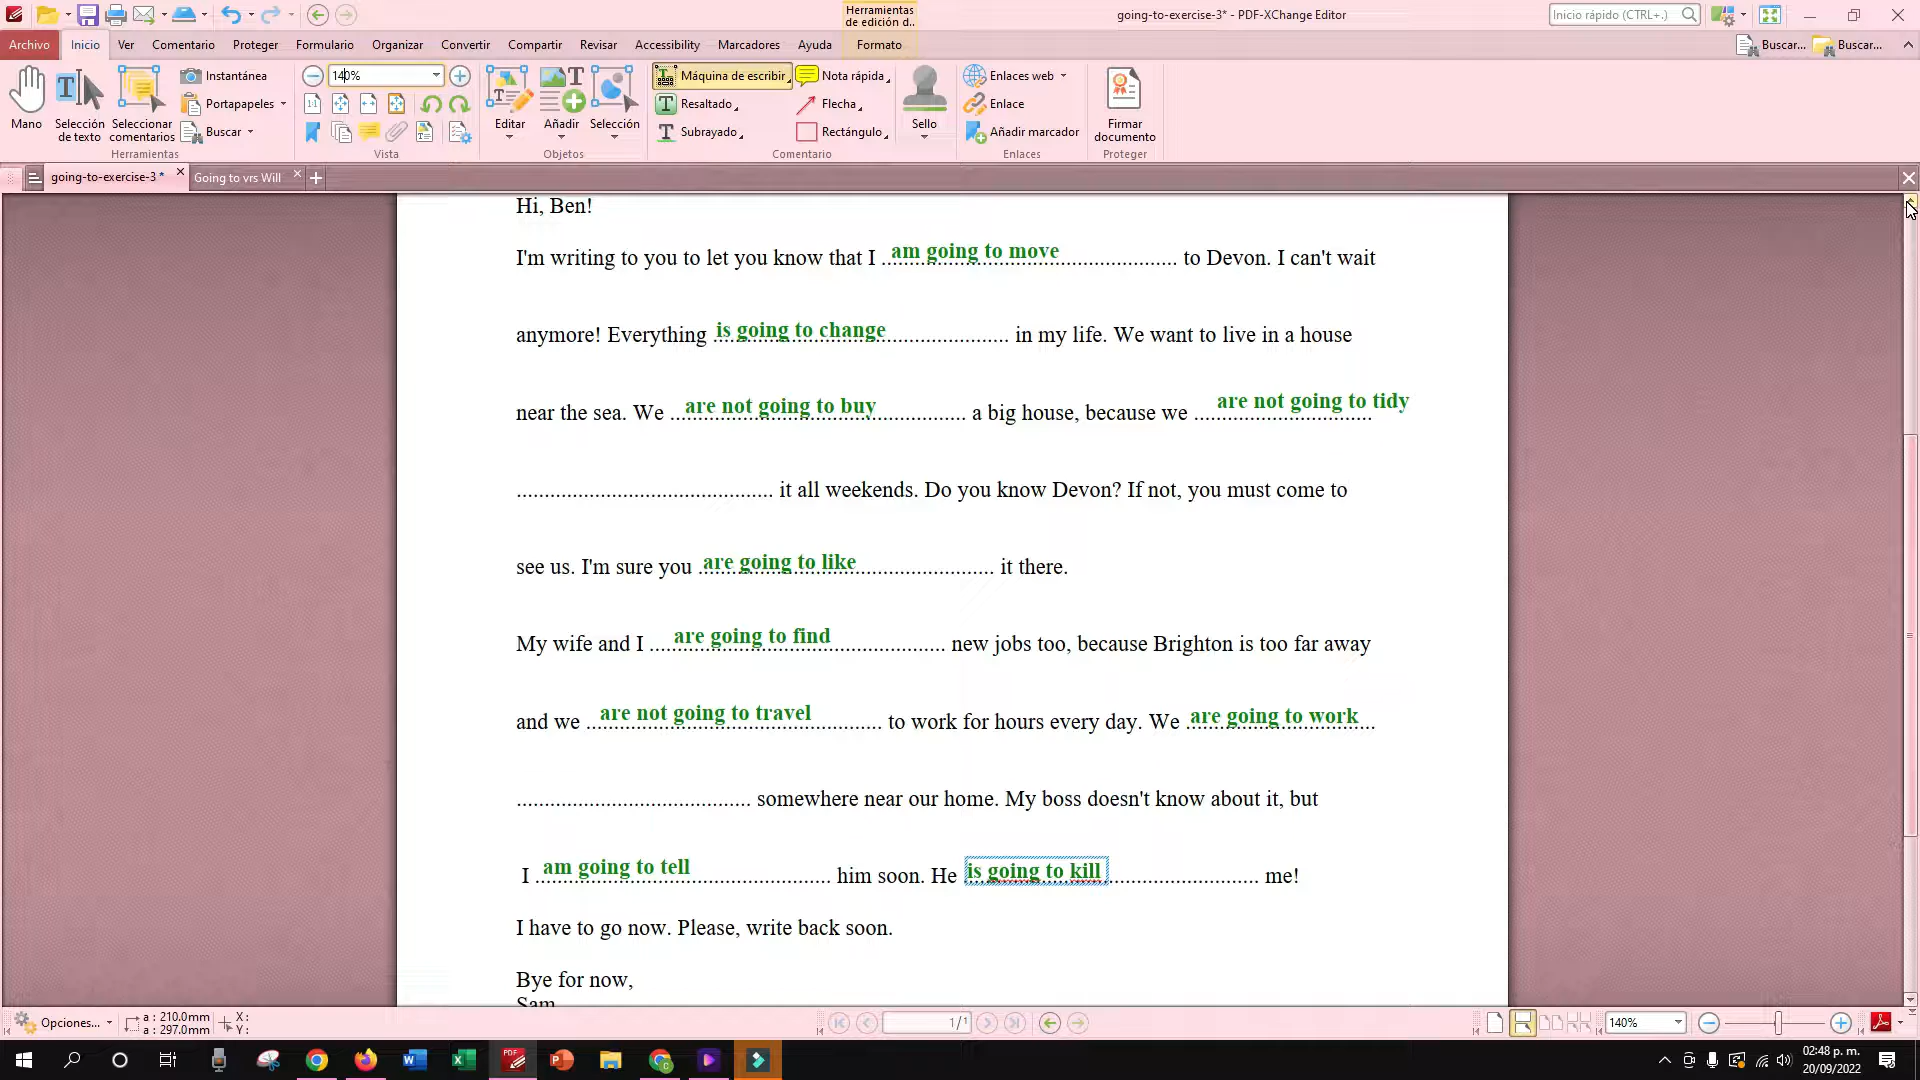 Herramientas
de edición d..
going-to-exercise-3* - PDF-XChange Editor
Inicio rápido (CTRL+.)
Archivo Inicio Ver Comentario Proteger Formulario Organizar Convertir Compartir Revisar Accessibility Marcadores Ayuda Formato Buscar... Buscar...
Mano
Selección
de texto
Seleccionar
comentarios
Instantánea
Portapapeles
Buscar
Herramientas
140%
1:1
Vista
Editar
Añadir
Selección
Objetos
Máquina de escribir
Resaltado
Subrayado
Nota rápida
Flecha
Rectángulo
Sello
Comentario
Enlaces web
Enlace
Añadir marcador
Enlaces
Firmar
documento
Proteger
going-to-exercise-3 *
Going to vrs Will
Hi, Ben!
I'm writing to you to let you know that I am going to move to Devon. I can't wait
anymore! Everything is going to change in my life. We want to live in a house
near the sea. We are not going to buy a big house, because we are not going to tidy
it all weekends. Do you know Devon? If not, you must come to
see us. I'm sure you are going to like it there.
My wife and I are going to find new jobs too, because Brighton is too far away
and we are not going to travel to work for hours every day. We are going to work
somewhere near our home. My boss doesn't know about it, but
I am going to tell him soon. He is going to kill me!
I have to go now. Please, write back soon.
Bye for now,
Sam
Opciones...
a : 210.0mm
a : 297.0mm
X :
Y :
1/1
140%
02:48 p. m.
20/09/2022